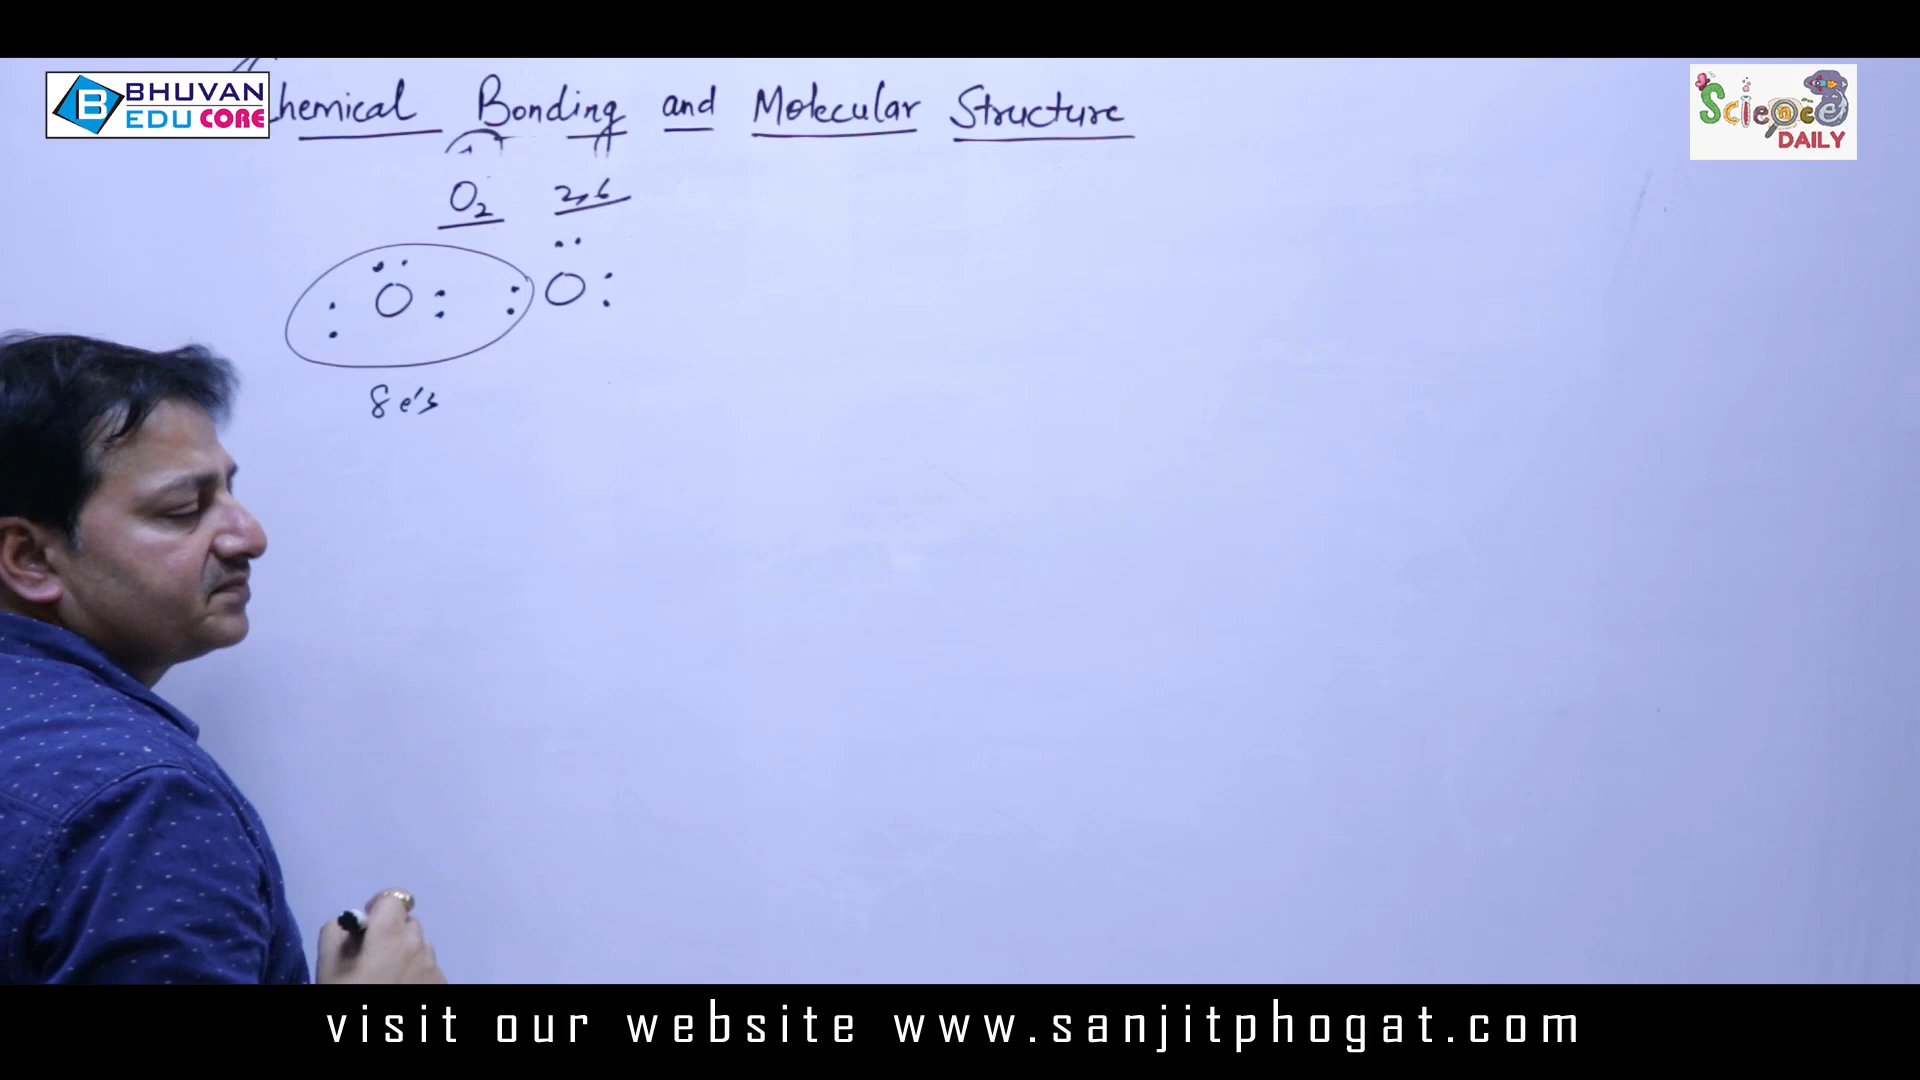 BHUVAN
EDU CORE
Chemical Bonding and Molecular Structure
Science
DAILY
O₂ 2,6
O O
8 e's
visit our website www.sanjitphogat.com